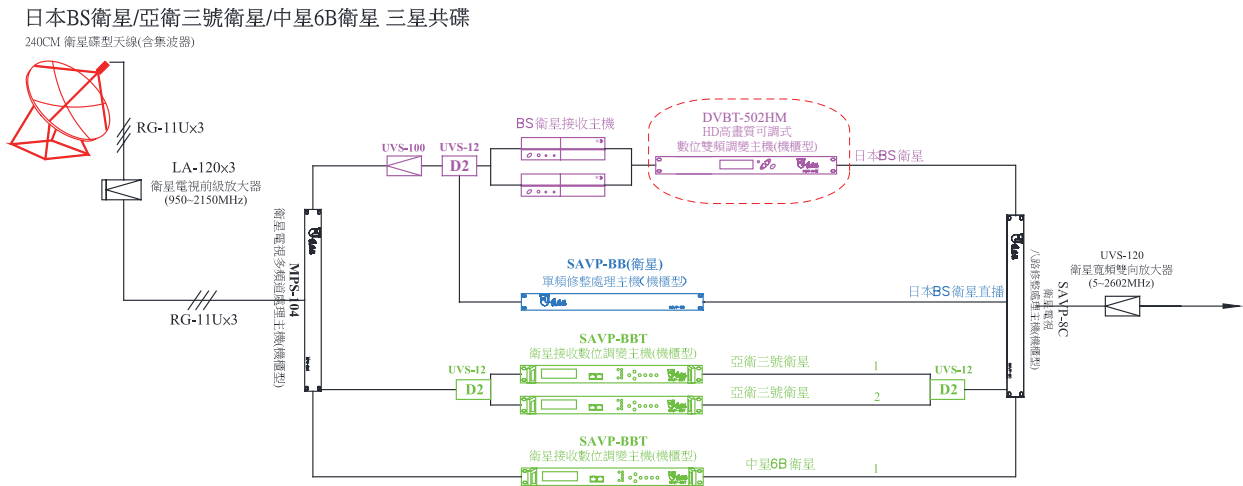 日本BS衛星/亞衛三號衛星/中星6B衛星 三星共碟
240CM 衛星碟型天線(含集波器)
RG-11Ux3
LA-120x3
衛星電視前級放大器
(950~2150MHz)
RG-11Ux3
MPS-104
衛星電視多頻道處理主機(機櫃型)
UVS-100
UVS-12
D2
BS衛星接收主機
DVBT-502HM
HD高畫質可調式
數位雙頻調變主機(機櫃型)
日本BS衛星
SAVP-BB(衛星)
單頻修整處理主機(機櫃型)
日本BS衛星直播
SAVP-BBT
衛星接收數位調變主機(機櫃型)
UVS-12
D2
亞衛三號衛星 1
亞衛三號衛星 2
UVS-12
D2
SAVP-BBT
衛星接收數位調變主機(機櫃型)
中星6B衛星 1
SAVP-8C
衛星電視
八路修整處理主機(機櫃型)
UVS-120
衛星寬頻雙向放大器
(5~2602MHz)